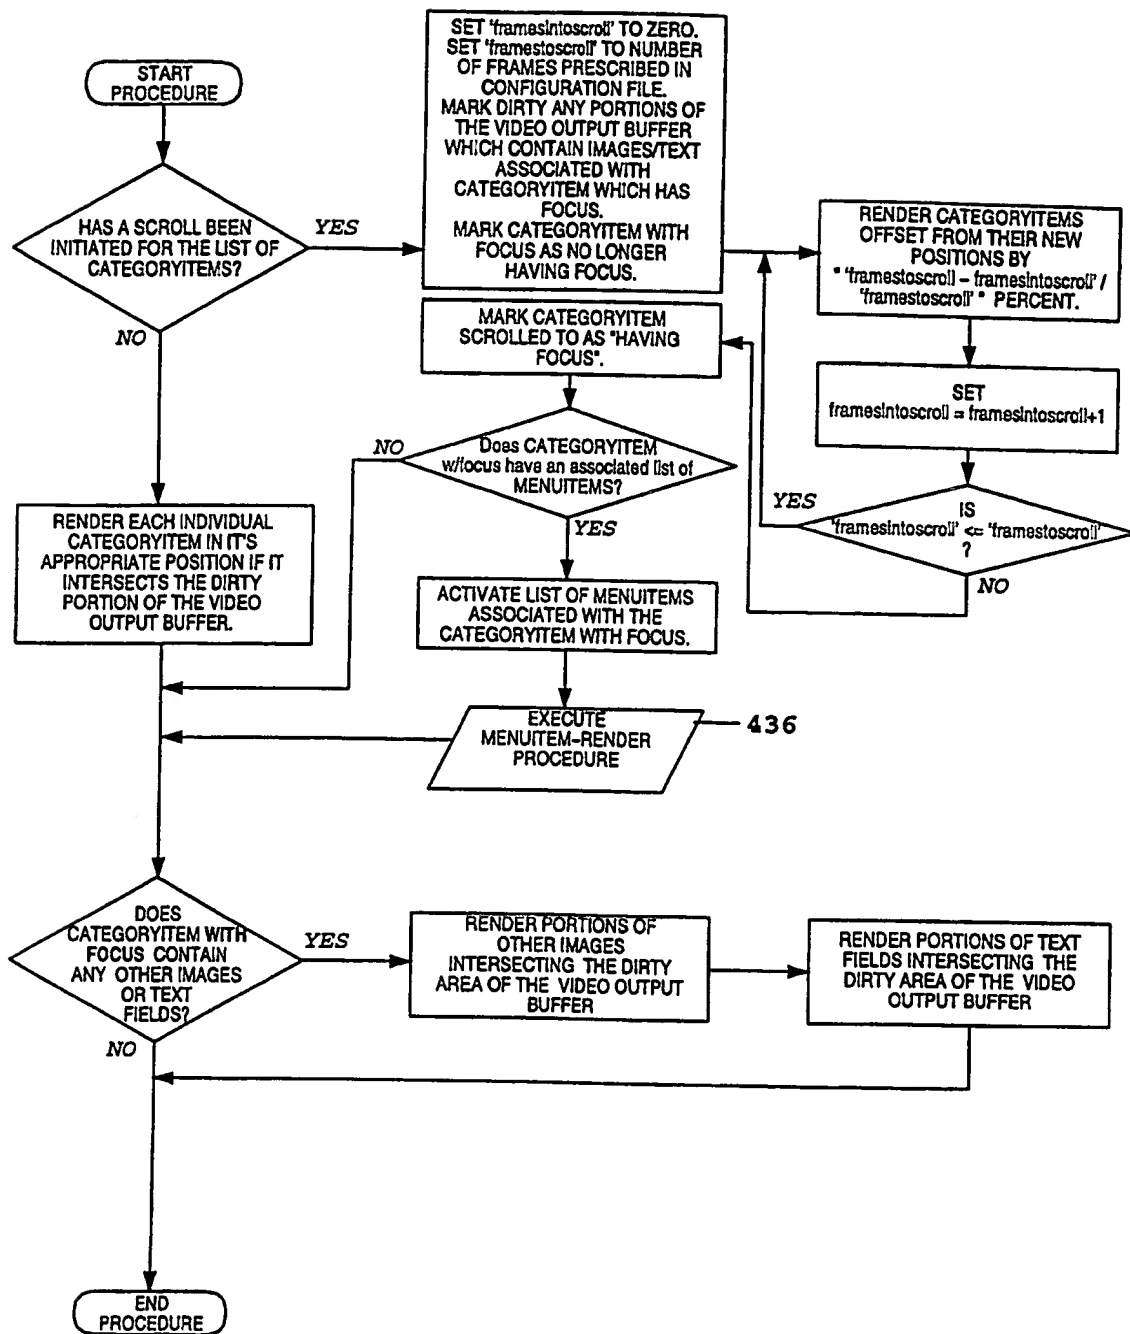 START
PROCEDURE
HAS A SCROLL BEEN
INITIATED FOR THE LIST OF
CATEGORYITEMS?
YES
NO
SET 'framesintoscroll' TO ZERO.
SET 'framestoscroll' TO NUMBER
OF FRAMES PRESCRIBED IN
CONFIGURATION FILE.
MARK DIRTY ANY PORTIONS OF
THE VIDEO OUTPUT BUFFER
WHICH CONTAIN IMAGES/TEXT
ASSOCIATED WITH
CATEGORYITEM WHICH HAS
FOCUS.
MARK CATEGORYITEM WITH
FOCUS AS NO LONGER
HAVING FOCUS.
RENDER CATEGORYITEMS
OFFSET FROM THEIR NEW
POSITIONS BY
" 'framestoscroll – framesintoscroll' /
'framestoscroll' " PERCENT.
SET
framesintoscroll = framesintoscroll+1
IS
'framesintoscroll' <= 'framestoscroll'
?
YES
NO
MARK CATEGORYITEM
SCROLLED TO AS "HAVING
FOCUS".
Does CATEGORYITEM
w/focus have an associated list of
MENUITEMS?
NO
YES
ACTIVATE LIST OF MENUITEMS
ASSOCIATED WITH THE
CATEGORYITEM WITH FOCUS.
EXECUTE
MENUITEM–RENDER
PROCEDURE
436
RENDER EACH INDIVIDUAL
CATEGORYITEM IN IT'S
APPROPRIATE POSITION IF IT
INTERSECTS THE DIRTY
PORTION OF THE VIDEO
OUTPUT BUFFER.
DOES
CATEGORYITEM WITH
FOCUS CONTAIN
ANY OTHER IMAGES
OR TEXT
FIELDS?
YES
NO
RENDER PORTIONS OF
OTHER IMAGES
INTERSECTING THE DIRTY
AREA OF THE VIDEO OUTPUT
BUFFER
RENDER PORTIONS OF TEXT
FIELDS INTERSECTING THE
DIRTY AREA OF THE VIDEO
OUTPUT BUFFER
END
PROCEDURE